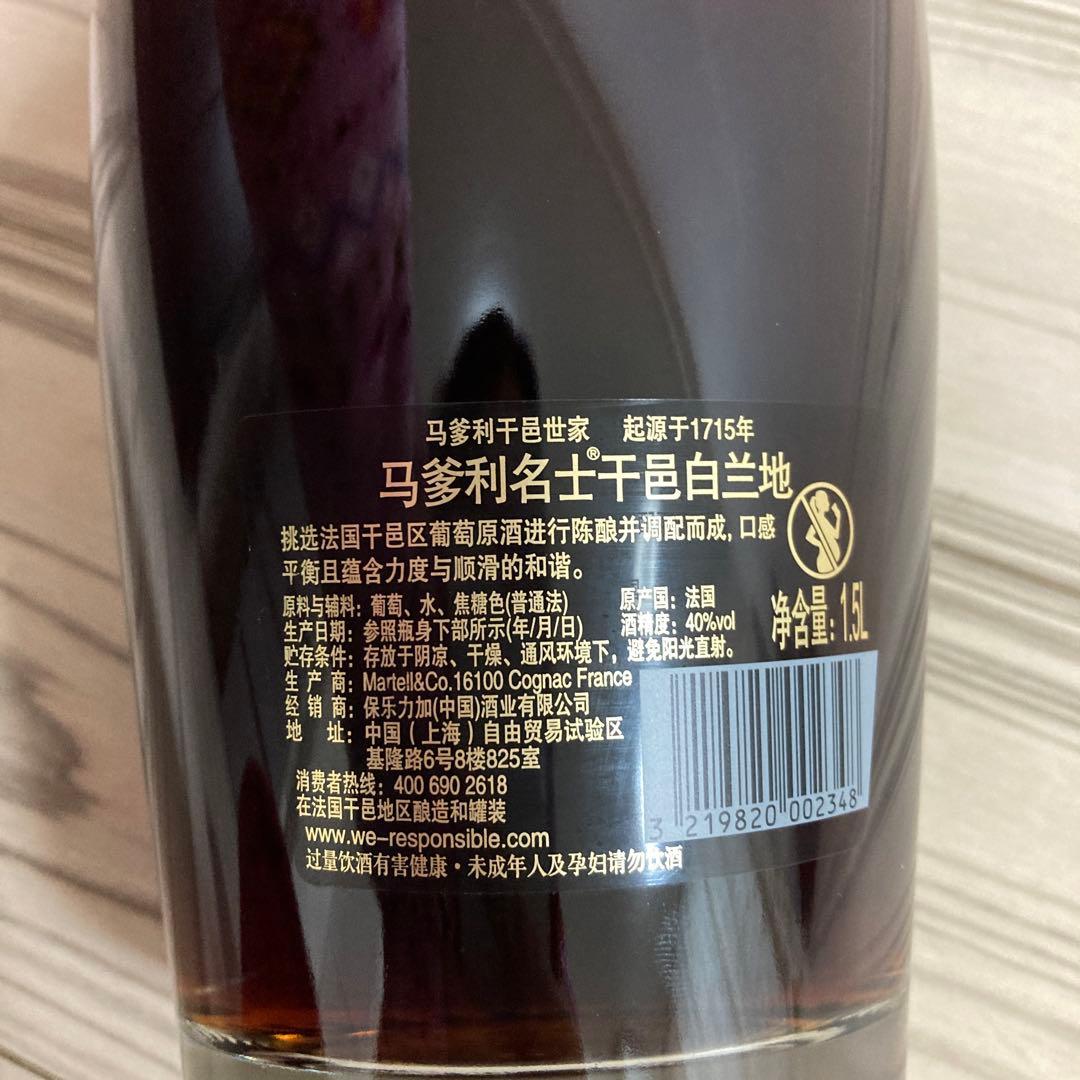 马爹利干邑世家 起源于1715年
马爹利名士®干邑白兰地
挑选法国干邑区葡萄原酒进行陈酿并调配而成, 口感
平衡且蕴含力度与顺滑的和谐。
原料与辅料: 葡萄、水、焦糖色(普通法) 原产国: 法国
生产日期: 参照瓶身下部所示(年/月/日) 酒精度: 40%vol
净含量: 1.5L
贮存条件: 存放于阴凉、干燥、通风环境下, 避免阳光直射。
生产商: Martell&Co.16100 Cognac France
经销商: 保乐力加(中国)酒业有限公司
地址: 中国(上海)自由贸易试验区
基隆路6号8楼825室
消费者热线: 400 690 2618
在法国干邑地区酿造和罐装
www.we-responsible.com
过量饮酒有害健康·未成年人及孕妇请勿饮酒
3 219820 002348